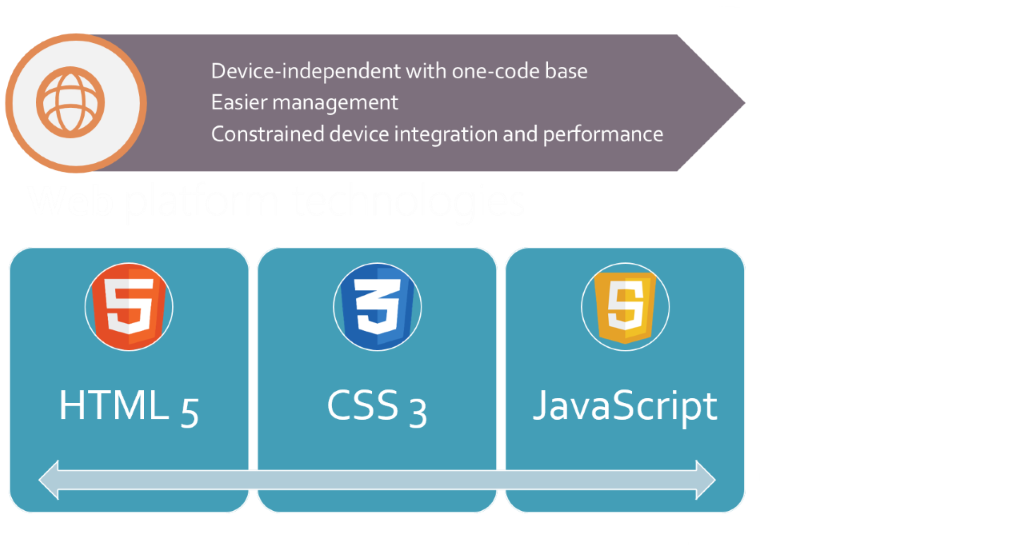 Device-independent with one-code base
Easier management
Constrained device integration and performance
web platform technologies
HTML 5
CSS 3
JavaScript